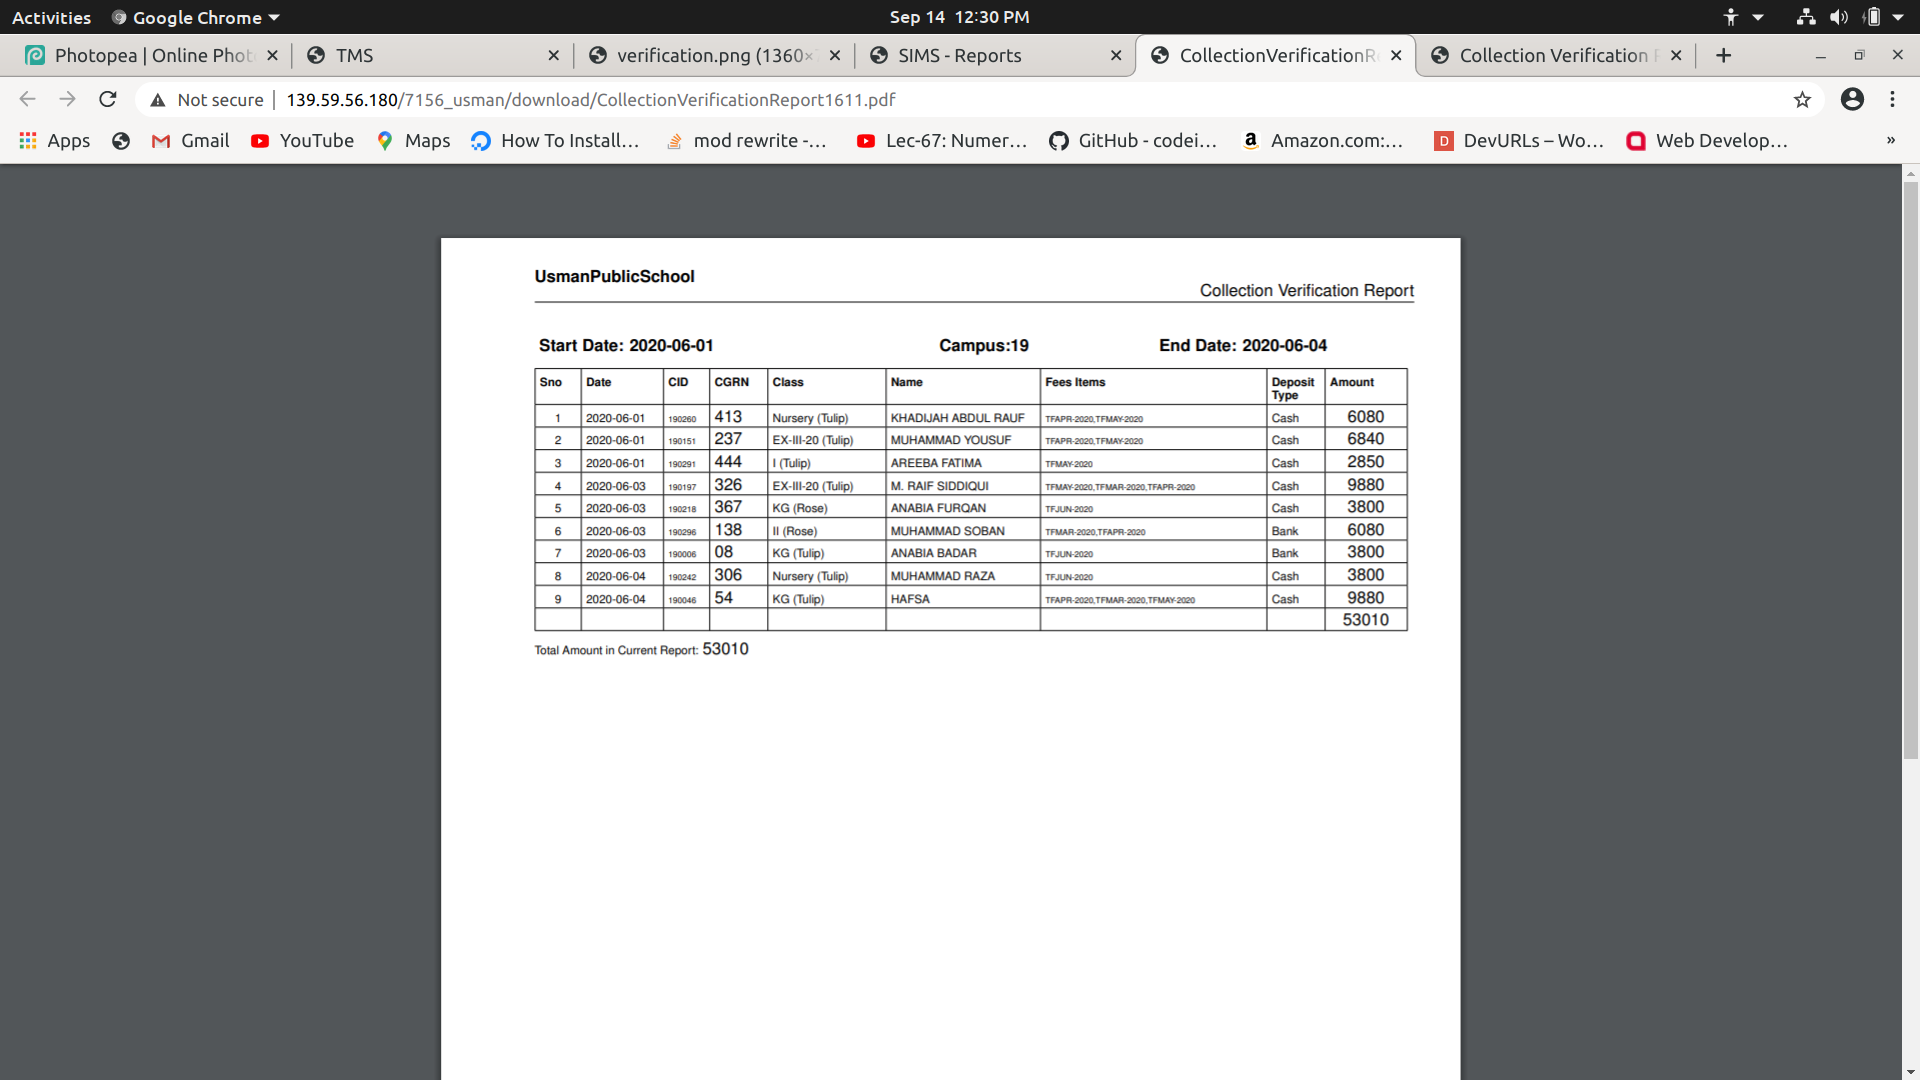 Activities Google Chrome Sep 14 12:30 PM
Photopea | Online Phot TMS verification.png (1360× SIMS - Reports CollectionVerificationR Collection Verification
Not secure 139.59.56.180/7156_usman/download/CollectionVerificationReport1611.pdf
Apps Gmail YouTube Maps How To Install... mod rewrite -... Lec-67: Numer... GitHub - codei... Amazon.com:... DevURLs – Wo... Web Develop... »
UsmanPublicSchool
Collection Verification Report
Start Date: 2020-06-01 Campus:19 End Date: 2020-06-04
Sno Date CID CGRN Class Name Fees Items Deposit Type Amount
1 2020-06-01 190260 413 Nursery (Tulip) KHADIJAH ABDUL RAUF TFAPR-2020,TFMAY-2020 Cash 6080
2 2020-06-01 190151 237 EX-III-20 (Tulip) MUHAMMAD YOUSUF TFAPR-2020,TFMAY-2020 Cash 6840
3 2020-06-01 190291 444 I (Tulip) AREEBA FATIMA TFMAY-2020 Cash 2850
4 2020-06-03 190197 326 EX-III-20 (Tulip) M. RAIF SIDDIQUI TFMAY-2020,TFMAR-2020,TFAPR-2020 Cash 9880
5 2020-06-03 190218 367 KG (Rose) ANABIA FURQAN TFJUN-2020 Cash 3800
6 2020-06-03 190296 138 II (Rose) MUHAMMAD SOBAN TFMAR-2020,TFAPR-2020 Bank 6080
7 2020-06-03 190006 08 KG (Tulip) ANABIA BADAR TFJUN-2020 Bank 3800
8 2020-06-04 190242 306 Nursery (Tulip) MUHAMMAD RAZA TFJUN-2020 Cash 3800
9 2020-06-04 190046 54 KG (Tulip) HAFSA TFAPR-2020,TFMAR-2020,TFMAY-2020 Cash 9880
53010
Total Amount in Current Report: 53010